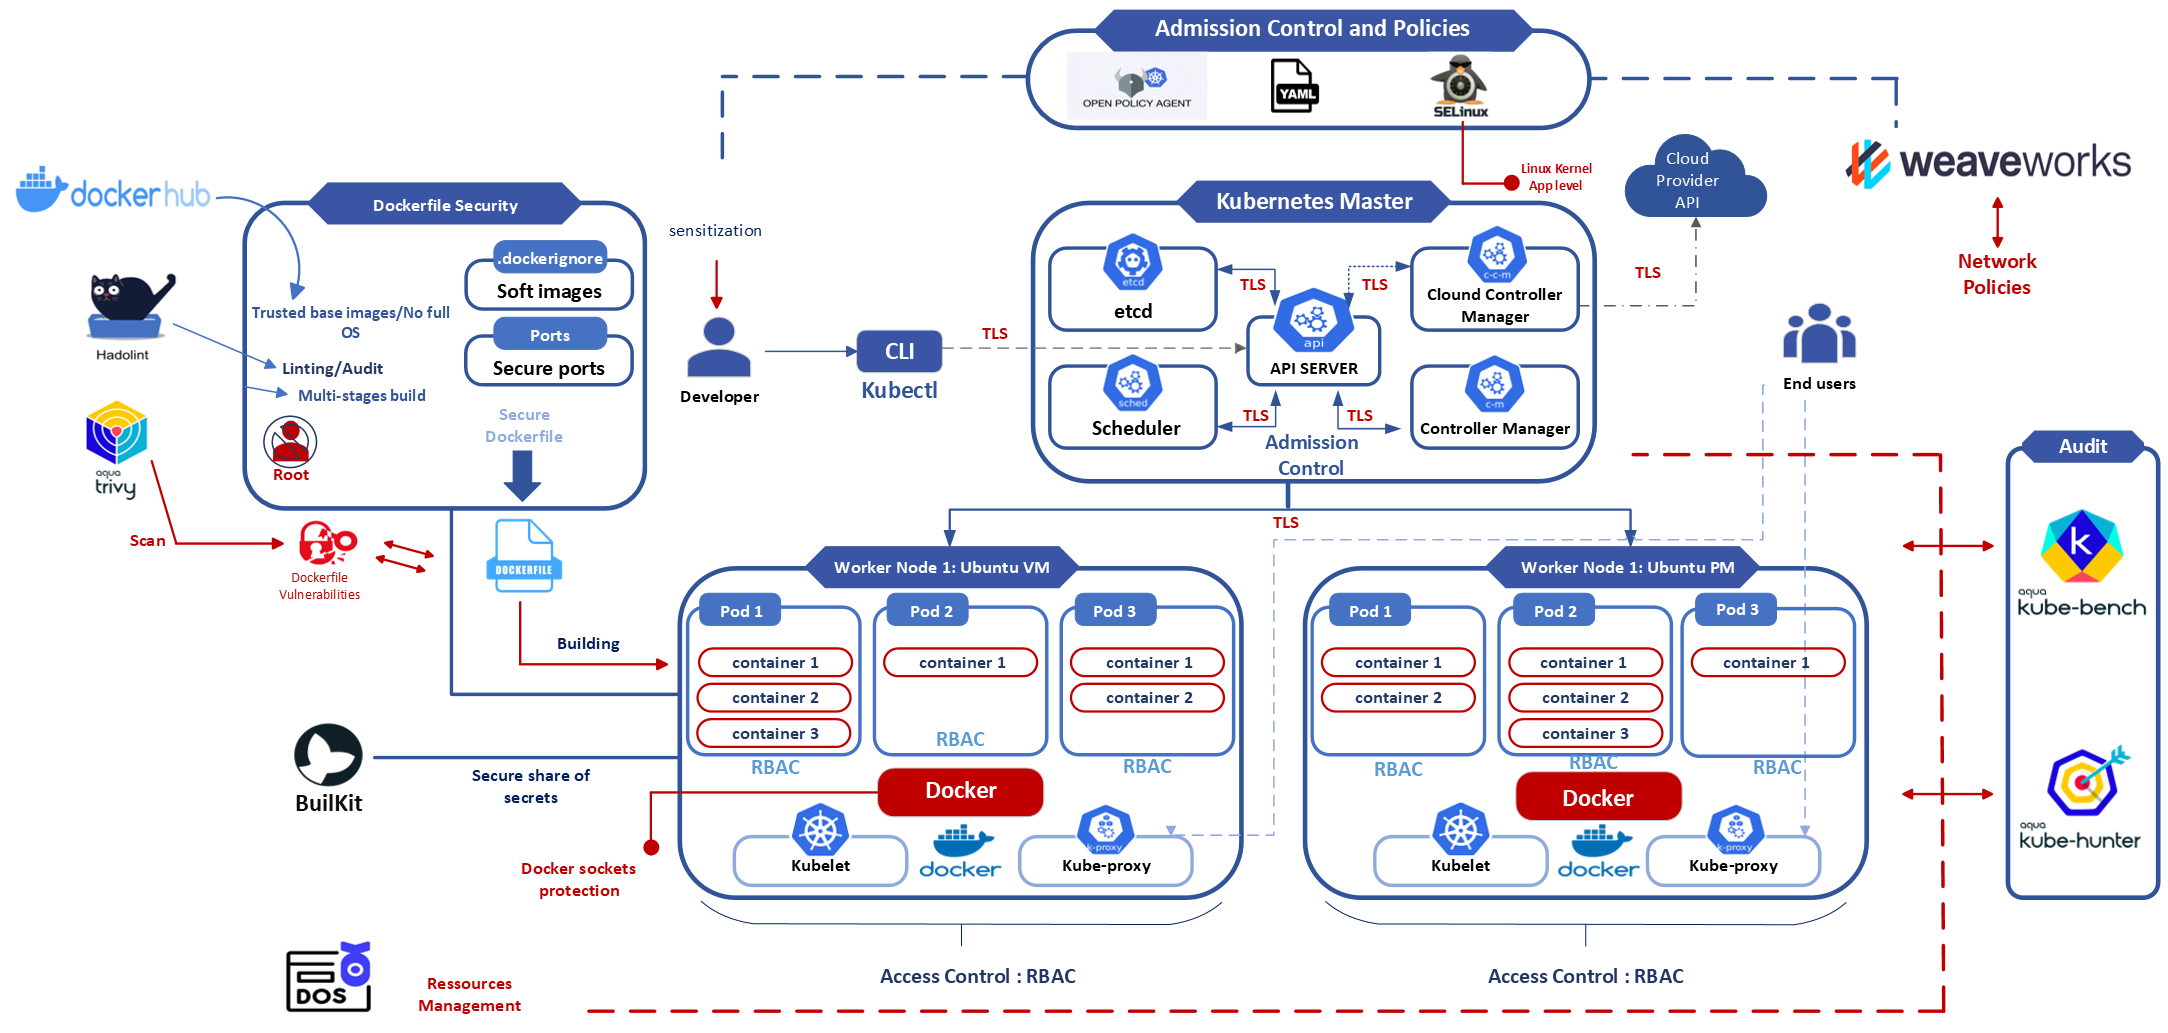 Admission Control and Policies
OPEN POLICY AGENT
YAML
SELinux
Linux Kernel
App level
Cloud
Provider
API
weaveworks
Network
Policies
dockerhub
Dockerfile Security
.dockerignore
Soft images
Ports
Secure ports
Trusted base images/No full
OS
Hadolint
Linting/Audit
Multi-stages build
Secure
Dockerfile
Root
aqua
trivy
Scan
Dockerfile
Vulnerabilities
DOCKERFILE
Building
sensitization
Developer
CLI
Kubectl
TLS
Kubernetes Master
etcd
etcd
TLS
TLS
c-c-m
Clound Controller
Manager
TLS
api
API SERVER
sched
Scheduler
TLS
TLS
c-m
Controller Manager
Admission
Control
TLS
End users
Audit
aqua
kube-bench
aqua
kube-hunter
Worker Node 1: Ubuntu VM
Pod 1
container 1
container 2
container 3
RBAC
Pod 2
container 1
RBAC
Pod 3
container 1
container 2
RBAC
Docker
Kubelet
docker
k-proxy
Kube-proxy
Worker Node 1: Ubuntu PM
Pod 1
container 1
container 2
RBAC
Pod 2
container 1
container 2
container 3
RBAC
Pod 3
container 1
RBAC
Docker
Kubelet
docker
k-proxy
Kube-proxy
BuilKit
Secure share of
secrets
Docker sockets
protection
Access Control : RBAC
Access Control : RBAC
DOS
Ressources
Management